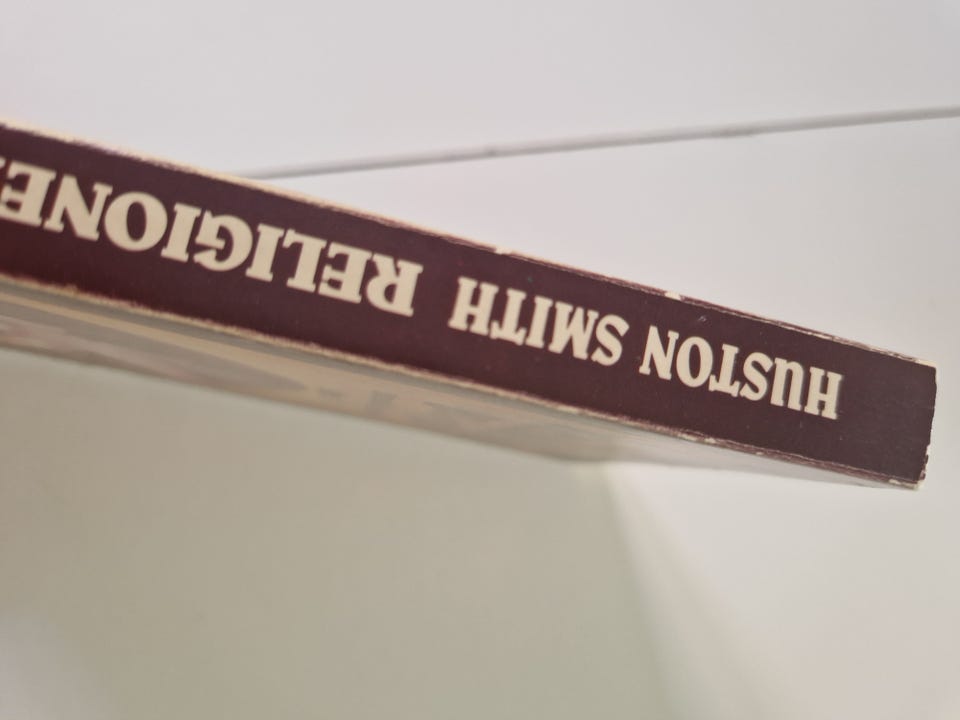 HUSTON SMITH RELIGIONE